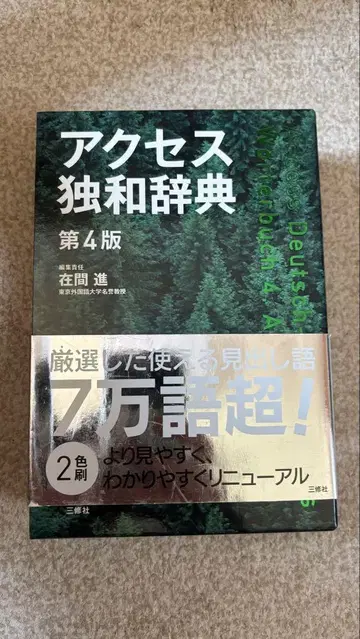 アクセス
独和辞典
第4版
編集責任
在間 進
東京外国語大学名誉教授
厳選した使える見出し語
7万語超!
2色刷
より見やすく、
わかりやすくリニューアル
三修社
三修社